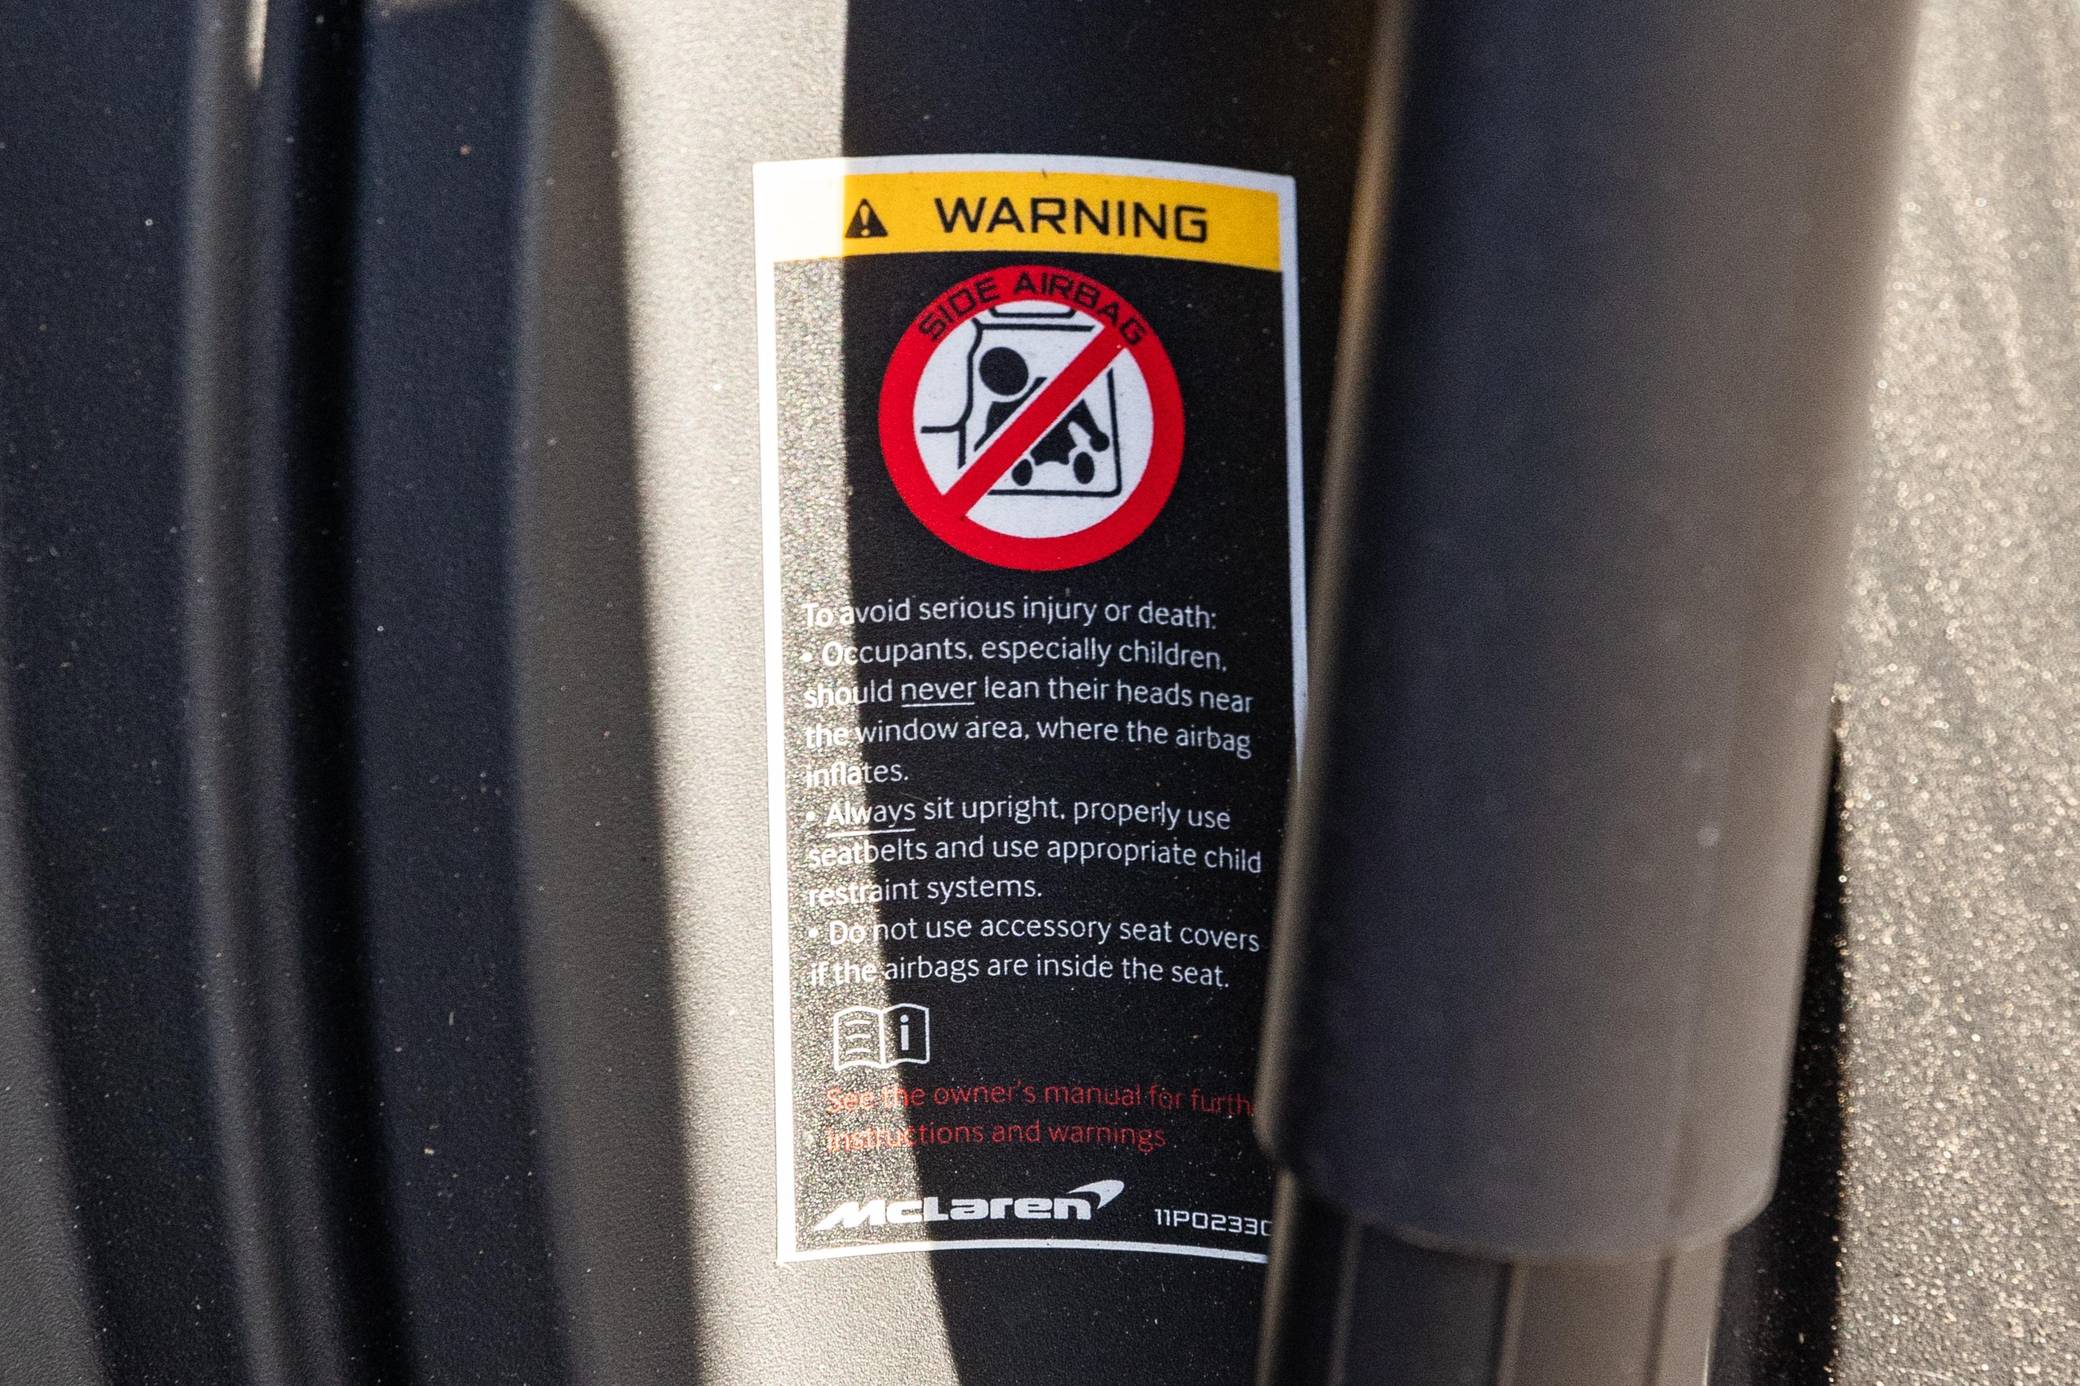 WARNING
SIDE AIRBAG
To avoid serious injury or death:
• Occupants, especially children,
should never lean their heads near
the window area, where the airbag
inflates.
• Always sit upright, properly use
seatbelts and use appropriate child
restraint systems.
• Do not use accessory seat covers
if the airbags are inside the seat.
i
See the owner's manual for furth
instructions and warnings
McLaren 11P0233